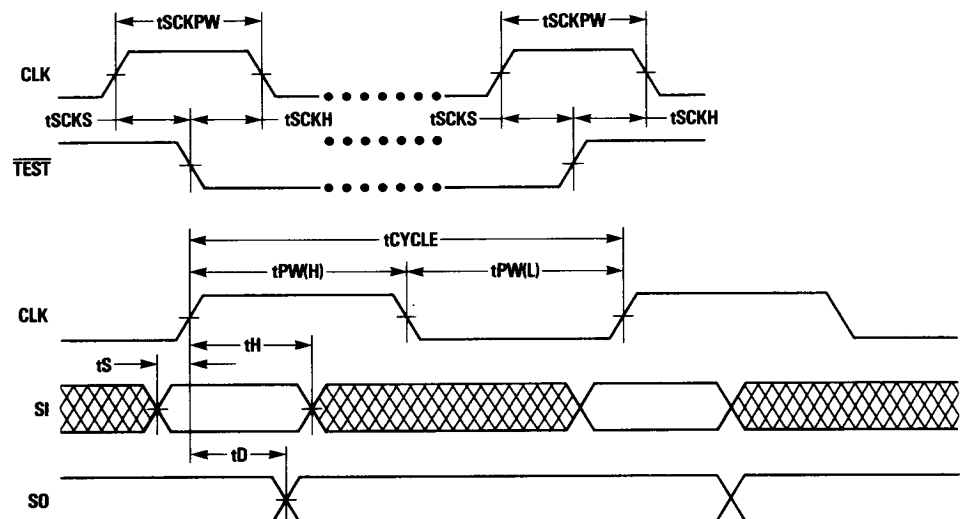 tSCKPW tSCKPW
CLK
tSCKS tSCKH tSCKS tSCKH
TEST
tCYCLE
tPW(H) tPW(L)
CLK
tH
tS
SI
tD
SO